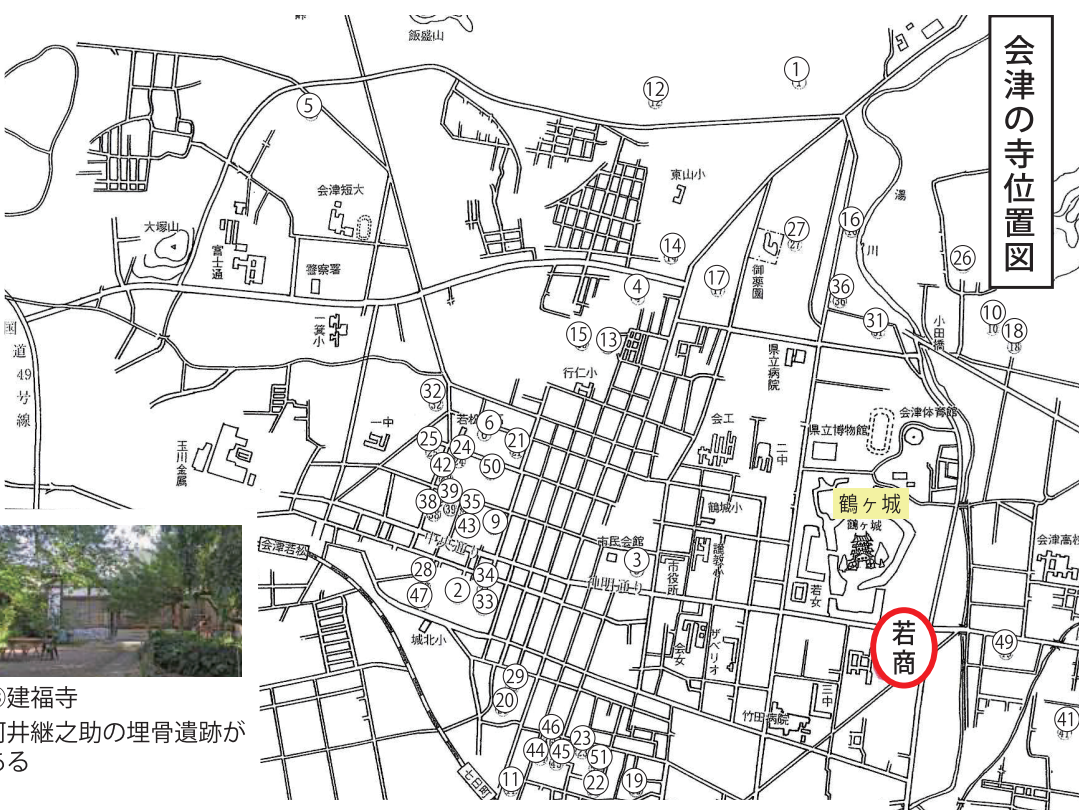 会津の寺位置図
飯盛山
1
12
5
東山小
会津短大
大塚山
富士通
警察署
湯
川
16
27
14
御薬園
17
26
4
36
10
31
18
小田橋
国道49号線
一箕小
15
13
県立病院
行仁小
32
一中
6
25
24
21
42
50
会工
二中
会津体育館
県立博物館
玉川金属
38
39
35
43
9
鶴城小
鶴ヶ城
鶴ケ城
会津若松
市民会館
謹教小
3
市役所
神明通り
会津高校
28
2
34
47
33
若女
城北小
若商
会女
ザベリオ
49
29
20
三中
竹田病院
41
46
44
45
23
51
11
22
19
七日町
建福寺
井継之助の埋骨遺跡が
る